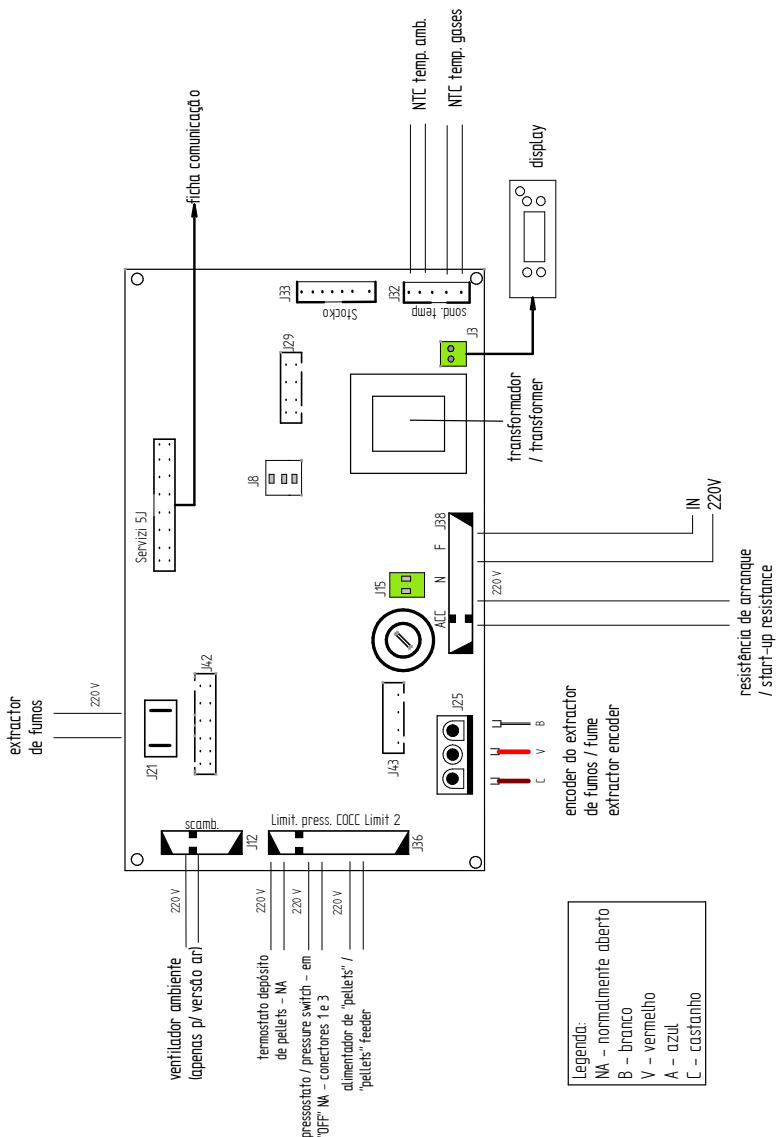 extractor
de fumos
220 V
ficha comunicação
Servizi 5J
J33
Stocko
J32
sond. temp
NTC temp. amb.
NTC temp. gases
display
J3
J29
J8
transformador
/ transformer
J38
F
N
ACC
220 V
IN
220V
J15
resistência de arranque
/ start-up resistance
J42
J21
J43
J25
B
V
C
encoder do extractor
de fumos / fume
extractor encoder
scamb.
J12
Limit. press. COCC Limit 2
J36
220 V
ventilador ambiente
(apenas p/ versão ar)
220 V
termostato depósito
de pellets - NA
220 V
pressostato / pressure switch - em
"OFF" NA - conectores 1 e 3
220 V
alimentador de "pellets" /
"pellets" feeder
Legenda:
NA - normalmente aberto
B - branco
V - vermelho
A - azul
C - castanho